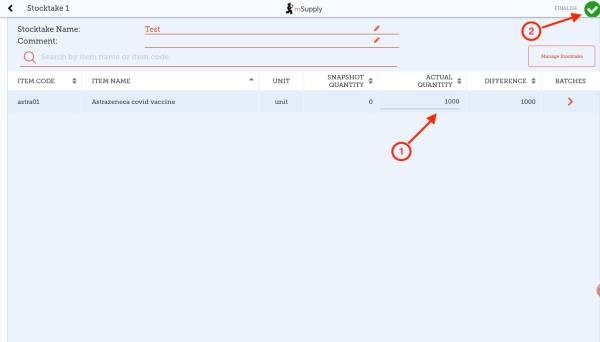 Stocktake 1
mSupply
FINALISE
2
Stocktake Name: Test
Comment:
Search by item name or item code
Manage Stocktake
ITEM CODE ITEM NAME UNIT SNAPSHOT QUANTITY ACTUAL QUANTITY DIFFERENCE BATCHES
astra01 Astrazeneca covid vaccine unit 0 1000 1000
1